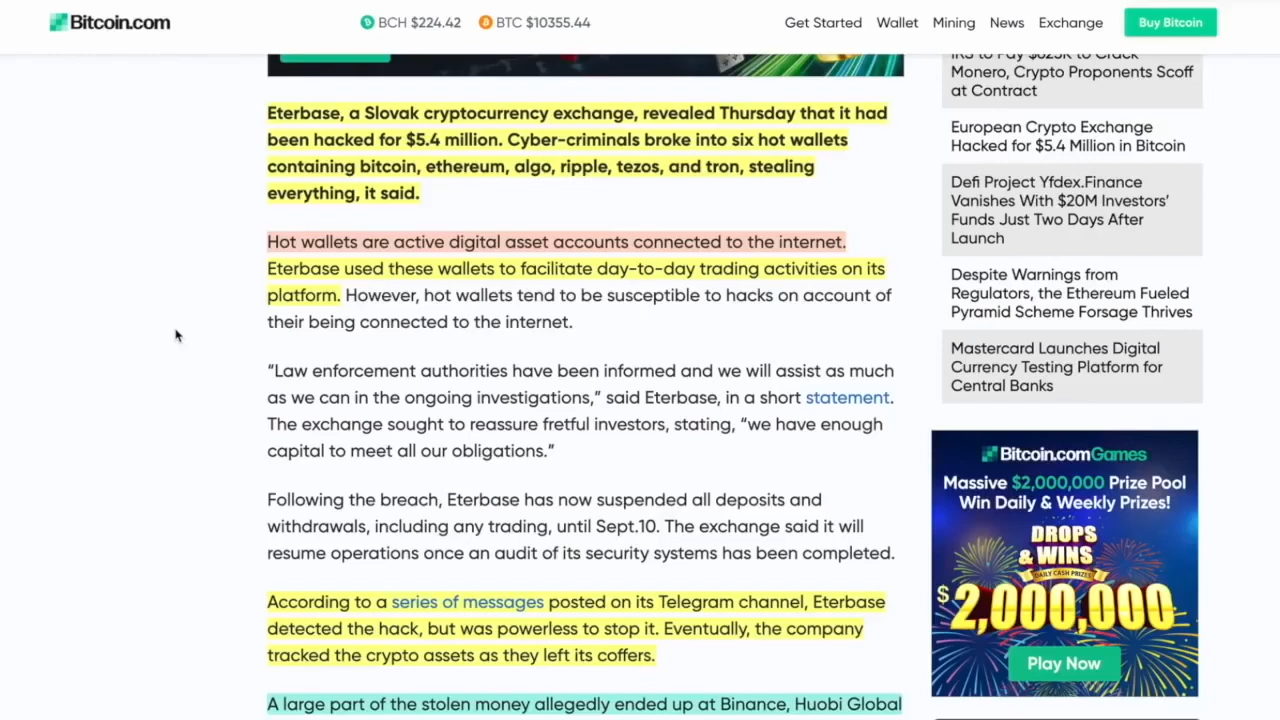 Bitcoin.com
BCH $224.42
BTC $10355.44
Get Started
Wallet
Mining
News
Exchange
Buy Bitcoin
Eterbase, a Slovak cryptocurrency exchange, revealed Thursday that it had
been hacked for $5.4 million. Cyber-criminals broke into six hot wallets
containing bitcoin, ethereum, algo, ripple, tezos, and tron, stealing
everything, it said.
Hot wallets are active digital asset accounts connected to the internet.
Eterbase used these wallets to facilitate day-to-day trading activities on its
platform. However, hot wallets tend to be susceptible to hacks on account of
their being connected to the internet.
“Law enforcement authorities have been informed and we will assist as much
as we can in the ongoing investigations,” said Eterbase, in a short statement.
The exchange sought to reassure fretful investors, stating, “we have enough
capital to meet all our obligations.”
Following the breach, Eterbase has now suspended all deposits and
withdrawals, including any trading, until Sept.10. The exchange said it will
resume operations once an audit of its security systems has been completed.
According to a series of messages posted on its Telegram channel, Eterbase
detected the hack, but was powerless to stop it. Eventually, the company
tracked the crypto assets as they left its coffers.
A large part of the stolen money allegedly ended up at Binance, Huobi Global
IRS to Pay $625K to Crack
Monero, Crypto Proponents Scoff
at Contract
European Crypto Exchange
Hacked for $5.4 Million in Bitcoin
Defi Project Yfdex.Finance
Vanishes With $20M Investors’
Funds Just Two Days After
Launch
Despite Warnings from
Regulators, the Ethereum Fueled
Pyramid Scheme Forsage Thrives
Mastercard Launches Digital
Currency Testing Platform for
Central Banks
Bitcoin.comGames
Massive $2,000,000 Prize Pool
Win Daily & Weekly Prizes!
DROPS
& WINS
DAILY CASH PRIZES
$2,000,000
Play Now